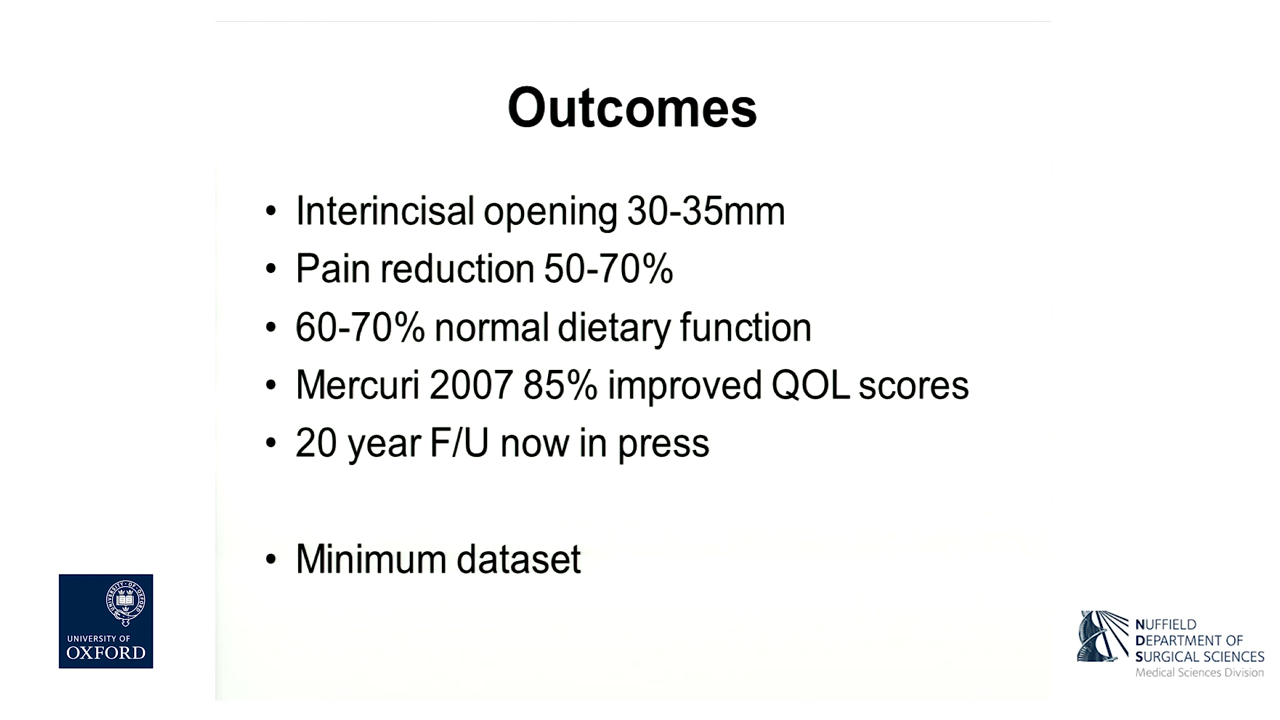 Outcomes
• Interincisal opening 30-35mm
• Pain reduction 50-70%
• 60-70% normal dietary function
• Mercuri 2007 85% improved QOL scores
• 20 year F/U now in press
• Minimum dataset
UNIVERSITY OF
OXFORD
NUFFIELD
DEPARTMENT OF
SURGICAL SCIENCES
Medical Sciences Division